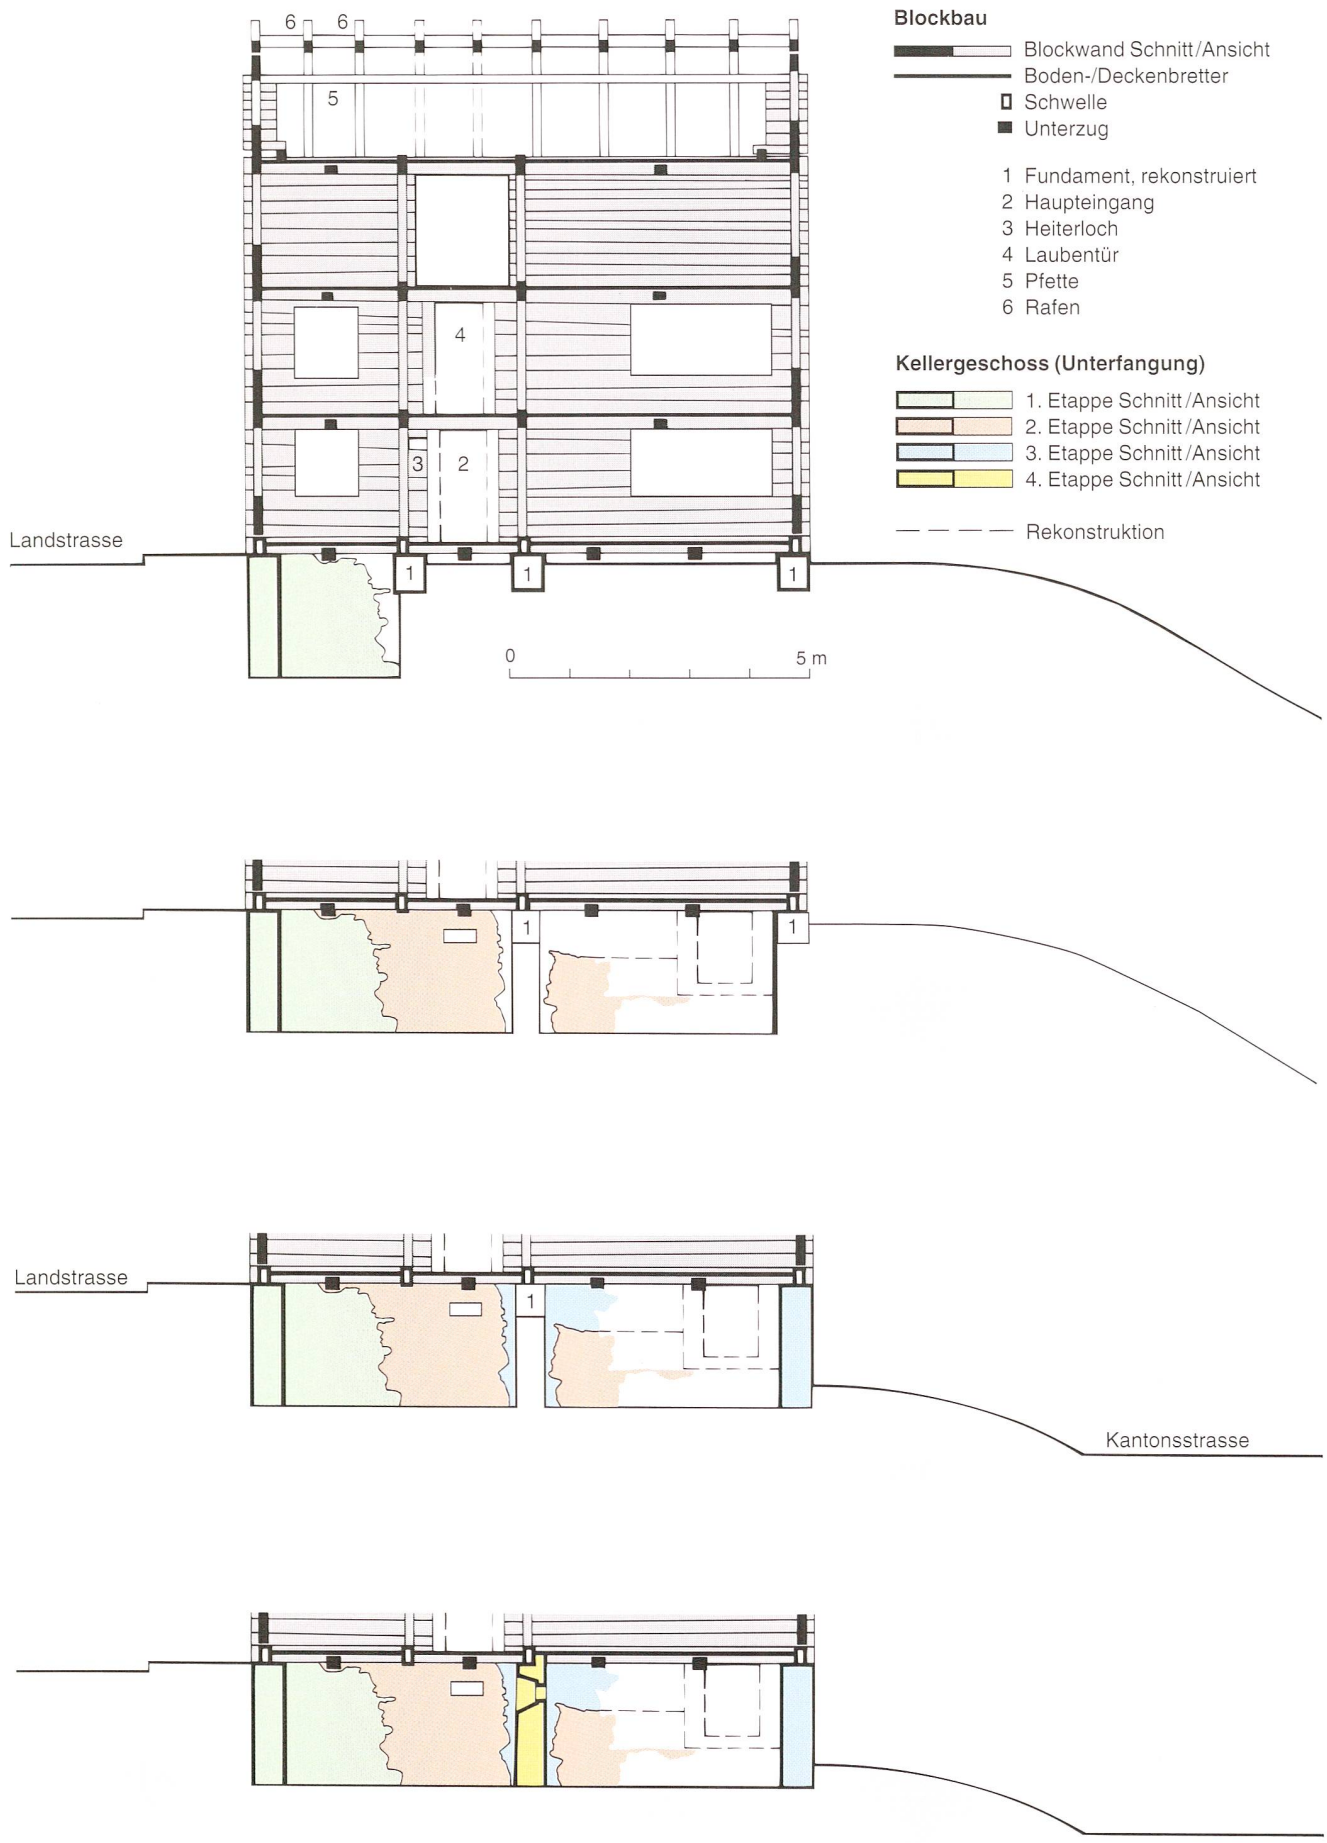 6 6
5
4
3 2
1 1 1
Landstrasse
0 5 m
Blockbau
Blockwand Schnitt/Ansicht
Boden-/Deckenbretter
Schwelle
Unterzug
1 Fundament, rekonstruiert
2 Haupteingang
3 Heiterloch
4 Laubentür
5 Pfette
6 Rafen
Kellergeschoss (Unterfangung)
1. Etappe Schnitt/Ansicht
2. Etappe Schnitt/Ansicht
3. Etappe Schnitt/Ansicht
4. Etappe Schnitt/Ansicht
Rekonstruktion
1 1
Landstrasse
1
Kantonsstrasse